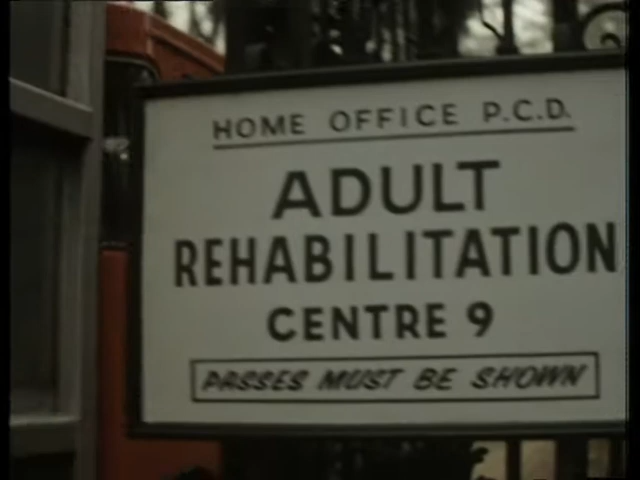 HOME OFFICE P.C.D.
ADULT
REHABILITATION
CENTRE 9
PASSES MUST BE SHOWN